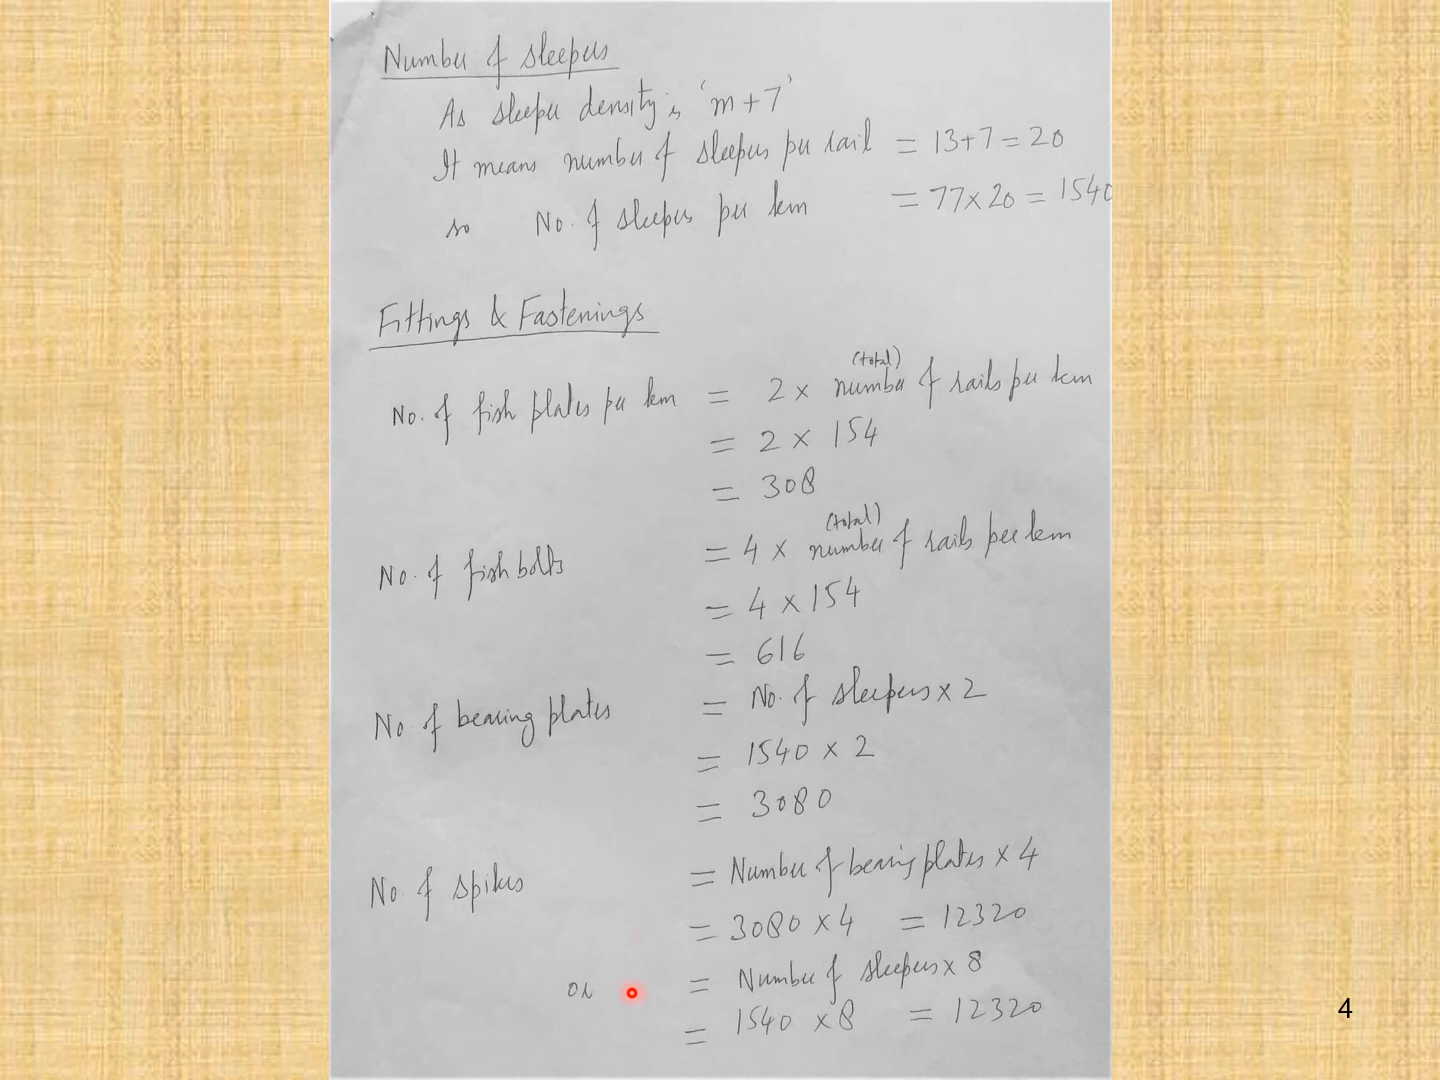 Number of sleepers
As sleeper density is 'm+7'
It means number of sleepers per rail = 13+7 = 20
so No. of sleepers per km = 77×20 = 1540
Fittings & Fastenings
No. of fish plates per km = 2 × (total) number of rails per km
= 2 × 154
= 308
No. of fish bolts = 4 × (total) number of rails per km
= 4 × 154
= 616
No of bearing plates = No. of sleepers × 2
= 1540 × 2
= 3080
No. of spikes = Number of bearing plates × 4
= 3080 × 4 = 12320
or = Number of sleepers × 8
= 1540 × 8 = 12320
4